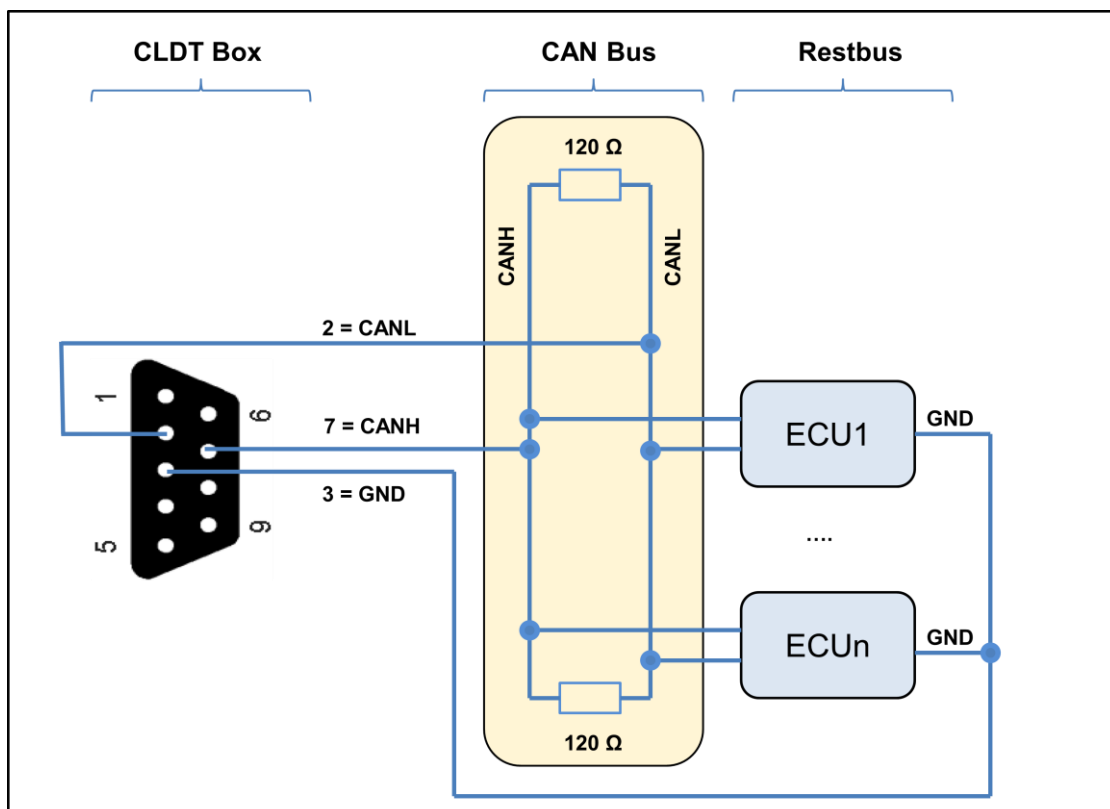 CLDT Box
CAN Bus
Restbus
120 Ω
CANH
CANL
2 = CANL
1
6
7 = CANH
3 = GND
5
9
ECU1
GND
....
ECUn
GND
120 Ω